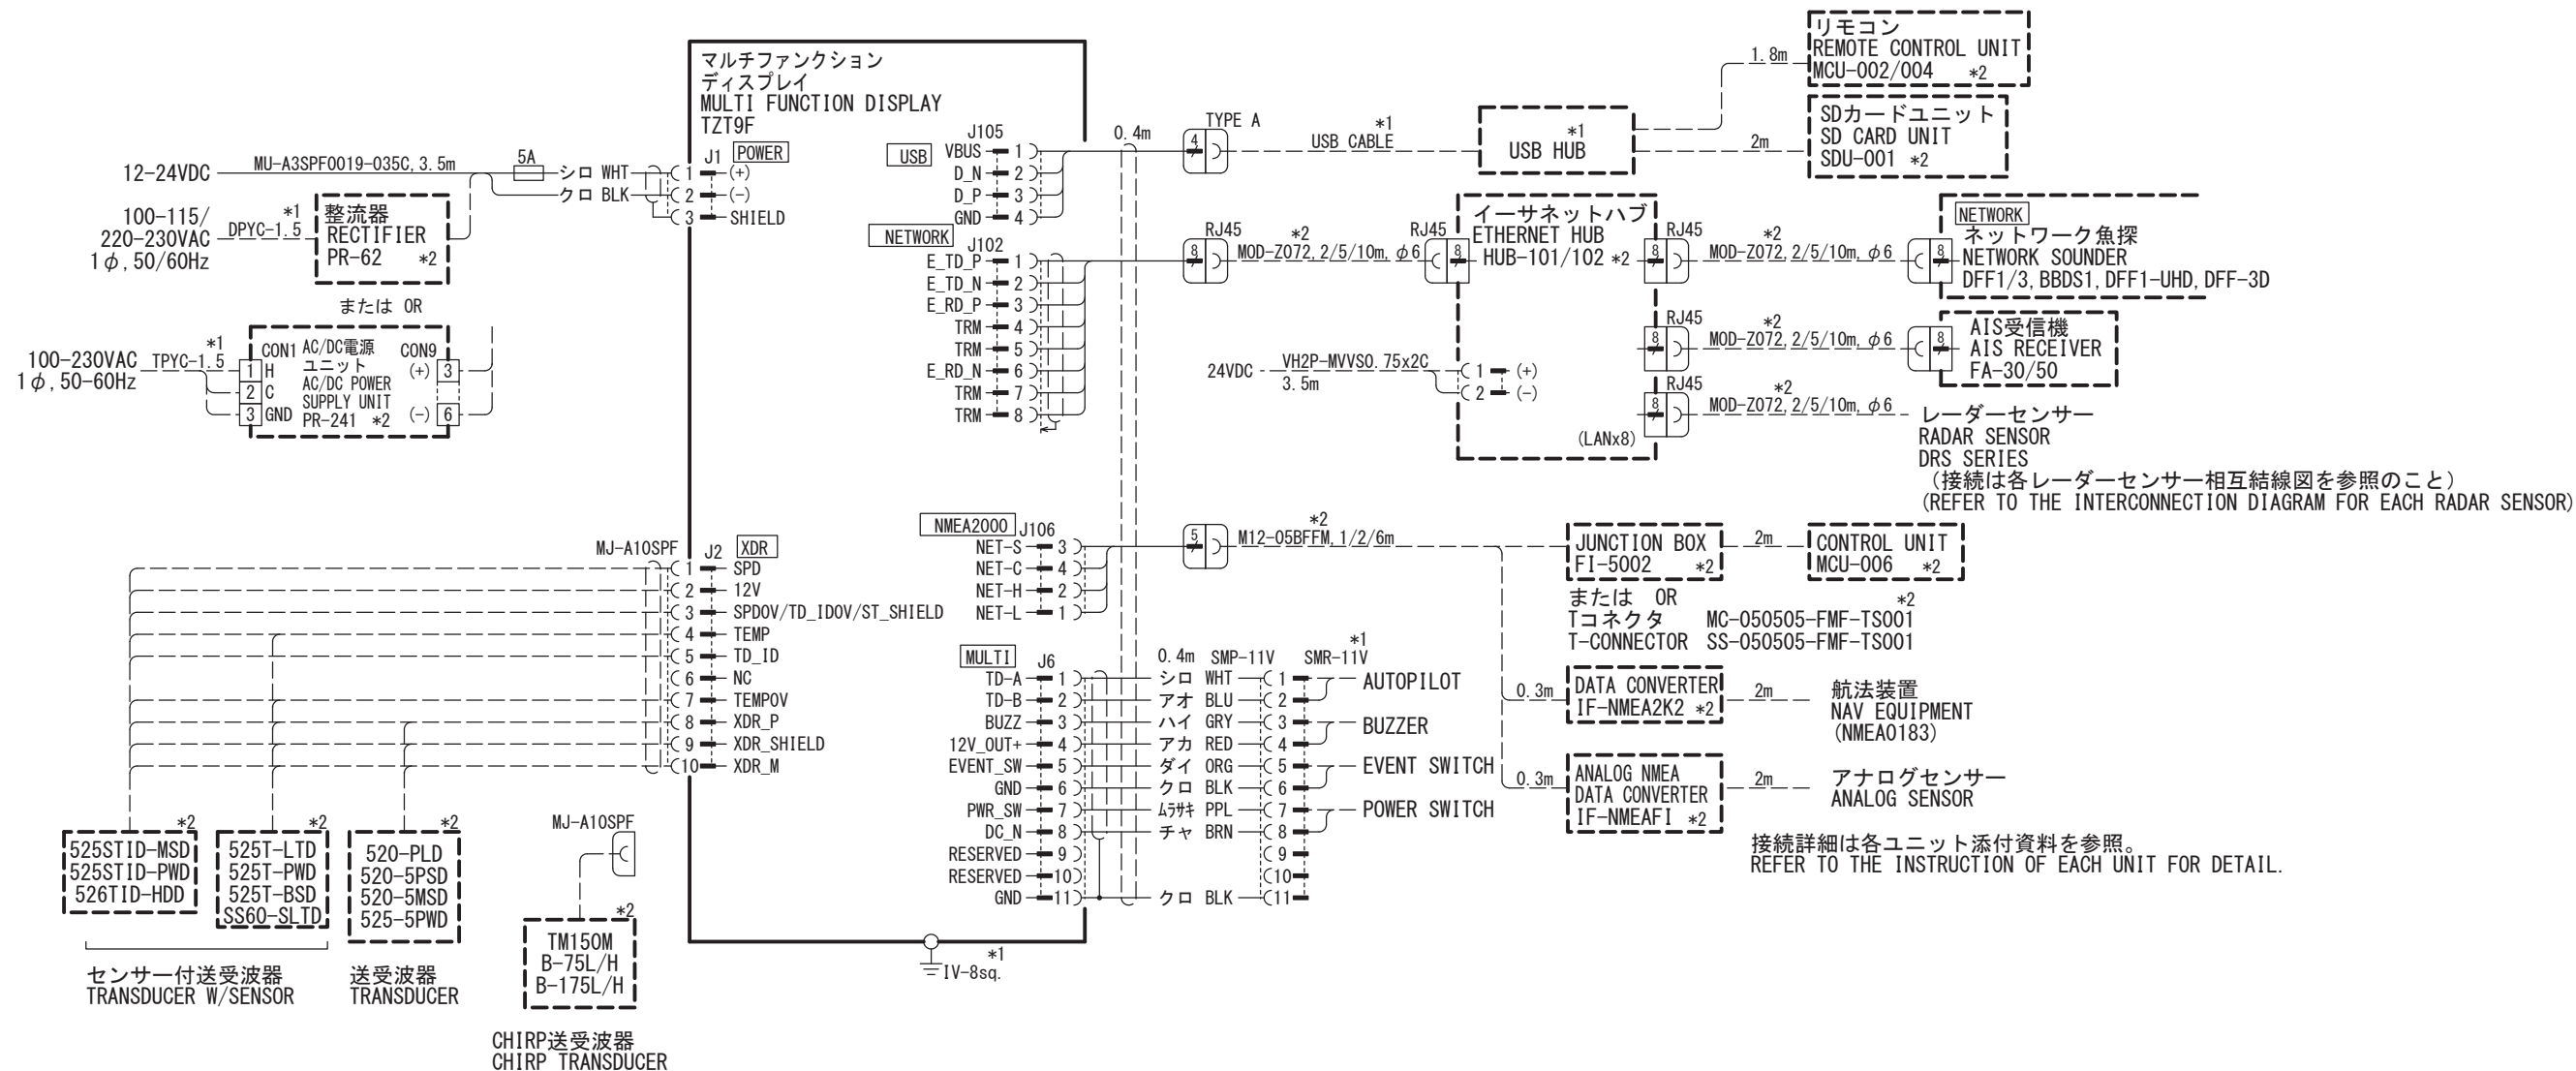 マルチファンクション
ディスプレイ
MULTI FUNCTION DISPLAY
TZT9F
12-24VDC
MU-A3SPF0019-035C, 3.5m
5A
シロ WHT
クロ BLK
J1
POWER
1 (+)
2 (-)
3 SHIELD
100-115/
220-230VAC
1φ, 50/60Hz
*1
DPYC-1.5
整流器
RECTIFIER
PR-62 *2
または OR
100-230VAC
1φ, 50-60Hz
*1
TPYC-1.5
CON1
1 H
2 C
3 GND
AC/DC電源
ユニット
AC/DC POWER
SUPPLY UNIT
PR-241 *2
CON9
(+) 3
(-) 6
MJ-A10SPF
J2
XDR
1 SPD
2 12V
3 SPD0V/TD_ID0V/ST_SHIELD
4 TEMP
5 TD_ID
6 NC
7 TEMP0V
8 XDR_P
9 XDR_SHIELD
10 XDR_M
*2
525STID-MSD
525STID-PWD
526TID-HDD
*2
525T-LTD
525T-PWD
525T-BSD
SS60-SLTD
センサー付送受波器
TRANSDUCER W/SENSOR
*2
520-PLD
520-5PSD
520-5MSD
525-5PWD
送受波器
TRANSDUCER
MJ-A10SPF
*2
TM150M
B-75L/H
B-175L/H
CHIRP送受波器
CHIRP TRANSDUCER
*1
IV-8sq.
USB
J105
VBUS 1
D_N 2
D_P 3
GND 4
0.4m
TYPE A
4
*1
USB CABLE
*1
USB HUB
1.8m
リモコン
REMOTE CONTROL UNIT
MCU-002/004 *2
2m
SDカードユニット
SD CARD UNIT
SDU-001 *2
NETWORK
J102
E_TD_P 1
E_TD_N 2
E_RD_P 3
TRM 4
TRM 5
E_RD_N 6
TRM 7
TRM 8
RJ45
8
*2
MOD-Z072, 2/5/10m, φ6
RJ45
8
イーサネットハブ
ETHERNET HUB
HUB-101/102 *2
24VDC
VH2P-MVVS0.75x2C
3.5m
1 (+)
2 (-)
(LANx8)
RJ45
8
*2
MOD-Z072, 2/5/10m, φ6
8
NETWORK
ネットワーク魚探
NETWORK SOUNDER
DFF1/3, BBDS1, DFF1-UHD, DFF-3D
RJ45
8
*2
MOD-Z072, 2/5/10m, φ6
8
AIS受信機
AIS RECEIVER
FA-30/50
RJ45
8
*2
MOD-Z072, 2/5/10m, φ6
レーダーセンサー
RADAR SENSOR
DRS SERIES
(接続は各レーダーセンサー相互結線図を参照のこと)
(REFER TO THE INTERCONNECTION DIAGRAM FOR EACH RADAR SENSOR)
NMEA2000
J106
NET-S 3
NET-C 4
NET-H 2
NET-L 1
5
*2
M12-05BFFM, 1/2/6m
JUNCTION BOX
FI-5002 *2
2m
CONTROL UNIT
MCU-006 *2
または OR
*2
Tコネクタ MC-050505-FMF-TS001
T-CONNECTOR SS-050505-FMF-TS001
0.3m
DATA CONVERTER
IF-NMEA2K2 *2
2m
航法装置
NAV EQUIPMENT
(NMEA0183)
0.3m
ANALOG NMEA
DATA CONVERTER
IF-NMEAFI *2
2m
アナログセンサー
ANALOG SENSOR
接続詳細は各ユニット添付資料を参照。
REFER TO THE INSTRUCTION OF EACH UNIT FOR DETAIL.
MULTI
J6
0.4m
SMP-11V
SMR-11V
*1
TD-A 1 シロ WHT 1
TD-B 2 アオ BLU 2
AUTOPILOT
BUZZ 3 ハイ GRY 3
12V_OUT+ 4 アカ RED 4
BUZZER
EVENT_SW 5 ダイ ORG 5
GND 6 クロ BLK 6
EVENT SWITCH
PWR_SW 7 ムラサキ PPL 7
DC_N 8 チャ BRN 8
POWER SWITCH
RESERVED 9 9
RESERVED 10 10
GND 11 クロ BLK 11